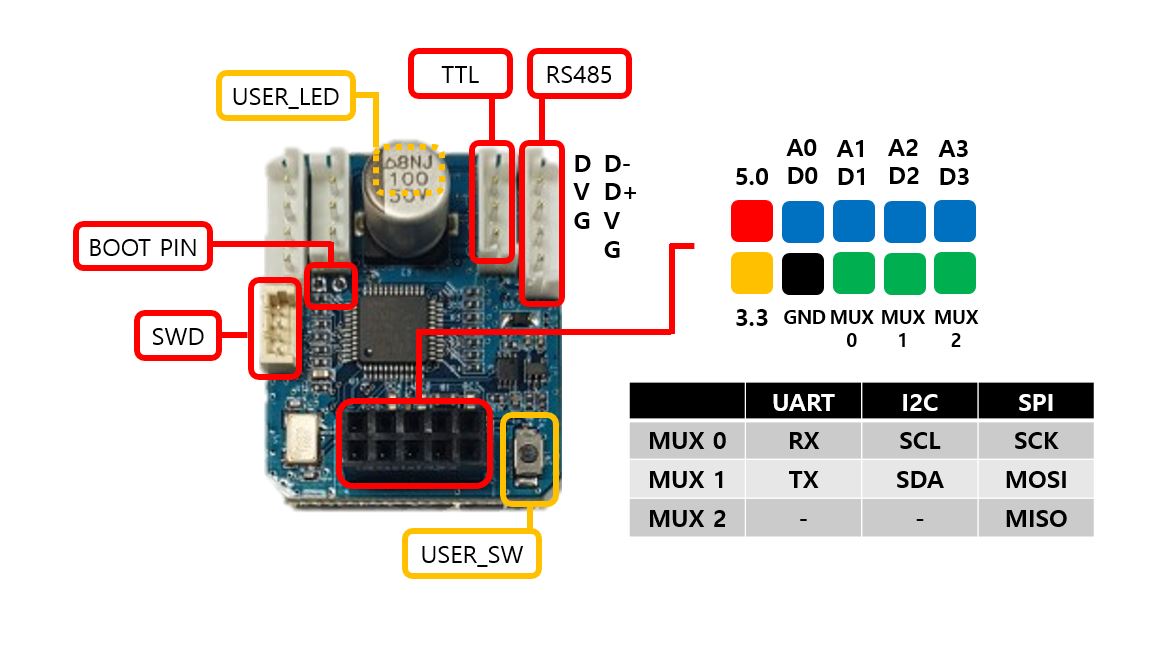 TTL
RS485
USER_LED
68NJ
100
50V
D D-
V D+
G V
G
BOOT PIN
SWD
USER_SW
A0 A1 A2 A3
5.0 D0 D1 D2 D3
3.3 GND MUX MUX MUX
0 1 2
UART I2C SPI
MUX 0 RX SCL SCK
MUX 1 TX SDA MOSI
MUX 2 - - MISO